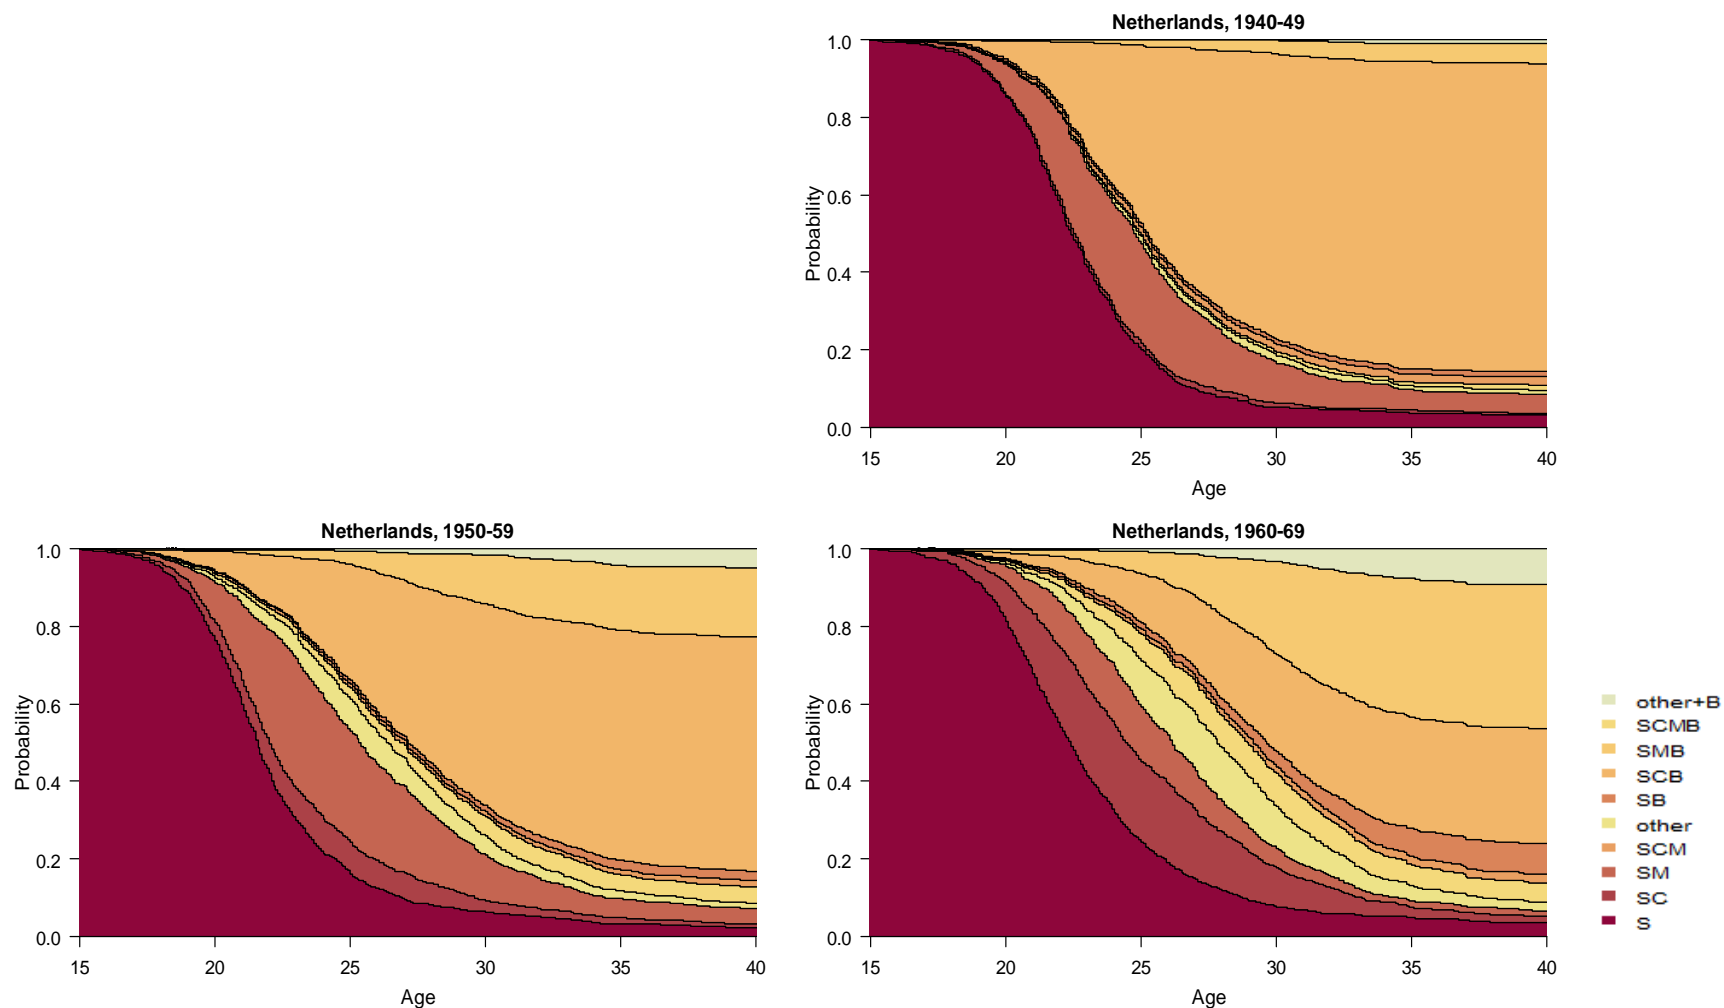 Netherlands, 1940-49
1.0
0.8
0.6
0.4
0.2
0.0
Probability
15 20 25 30 35 40
Age
Netherlands, 1950-59
1.0
0.8
0.6
0.4
0.2
0.0
Probability
15 20 25 30 35 40
Age
Netherlands, 1960-69
1.0
0.8
0.6
0.4
0.2
0.0
Probability
15 20 25 30 35 40
Age
other+B
SCMB
SMB
SCB
SB
other
SCM
SM
SC
S